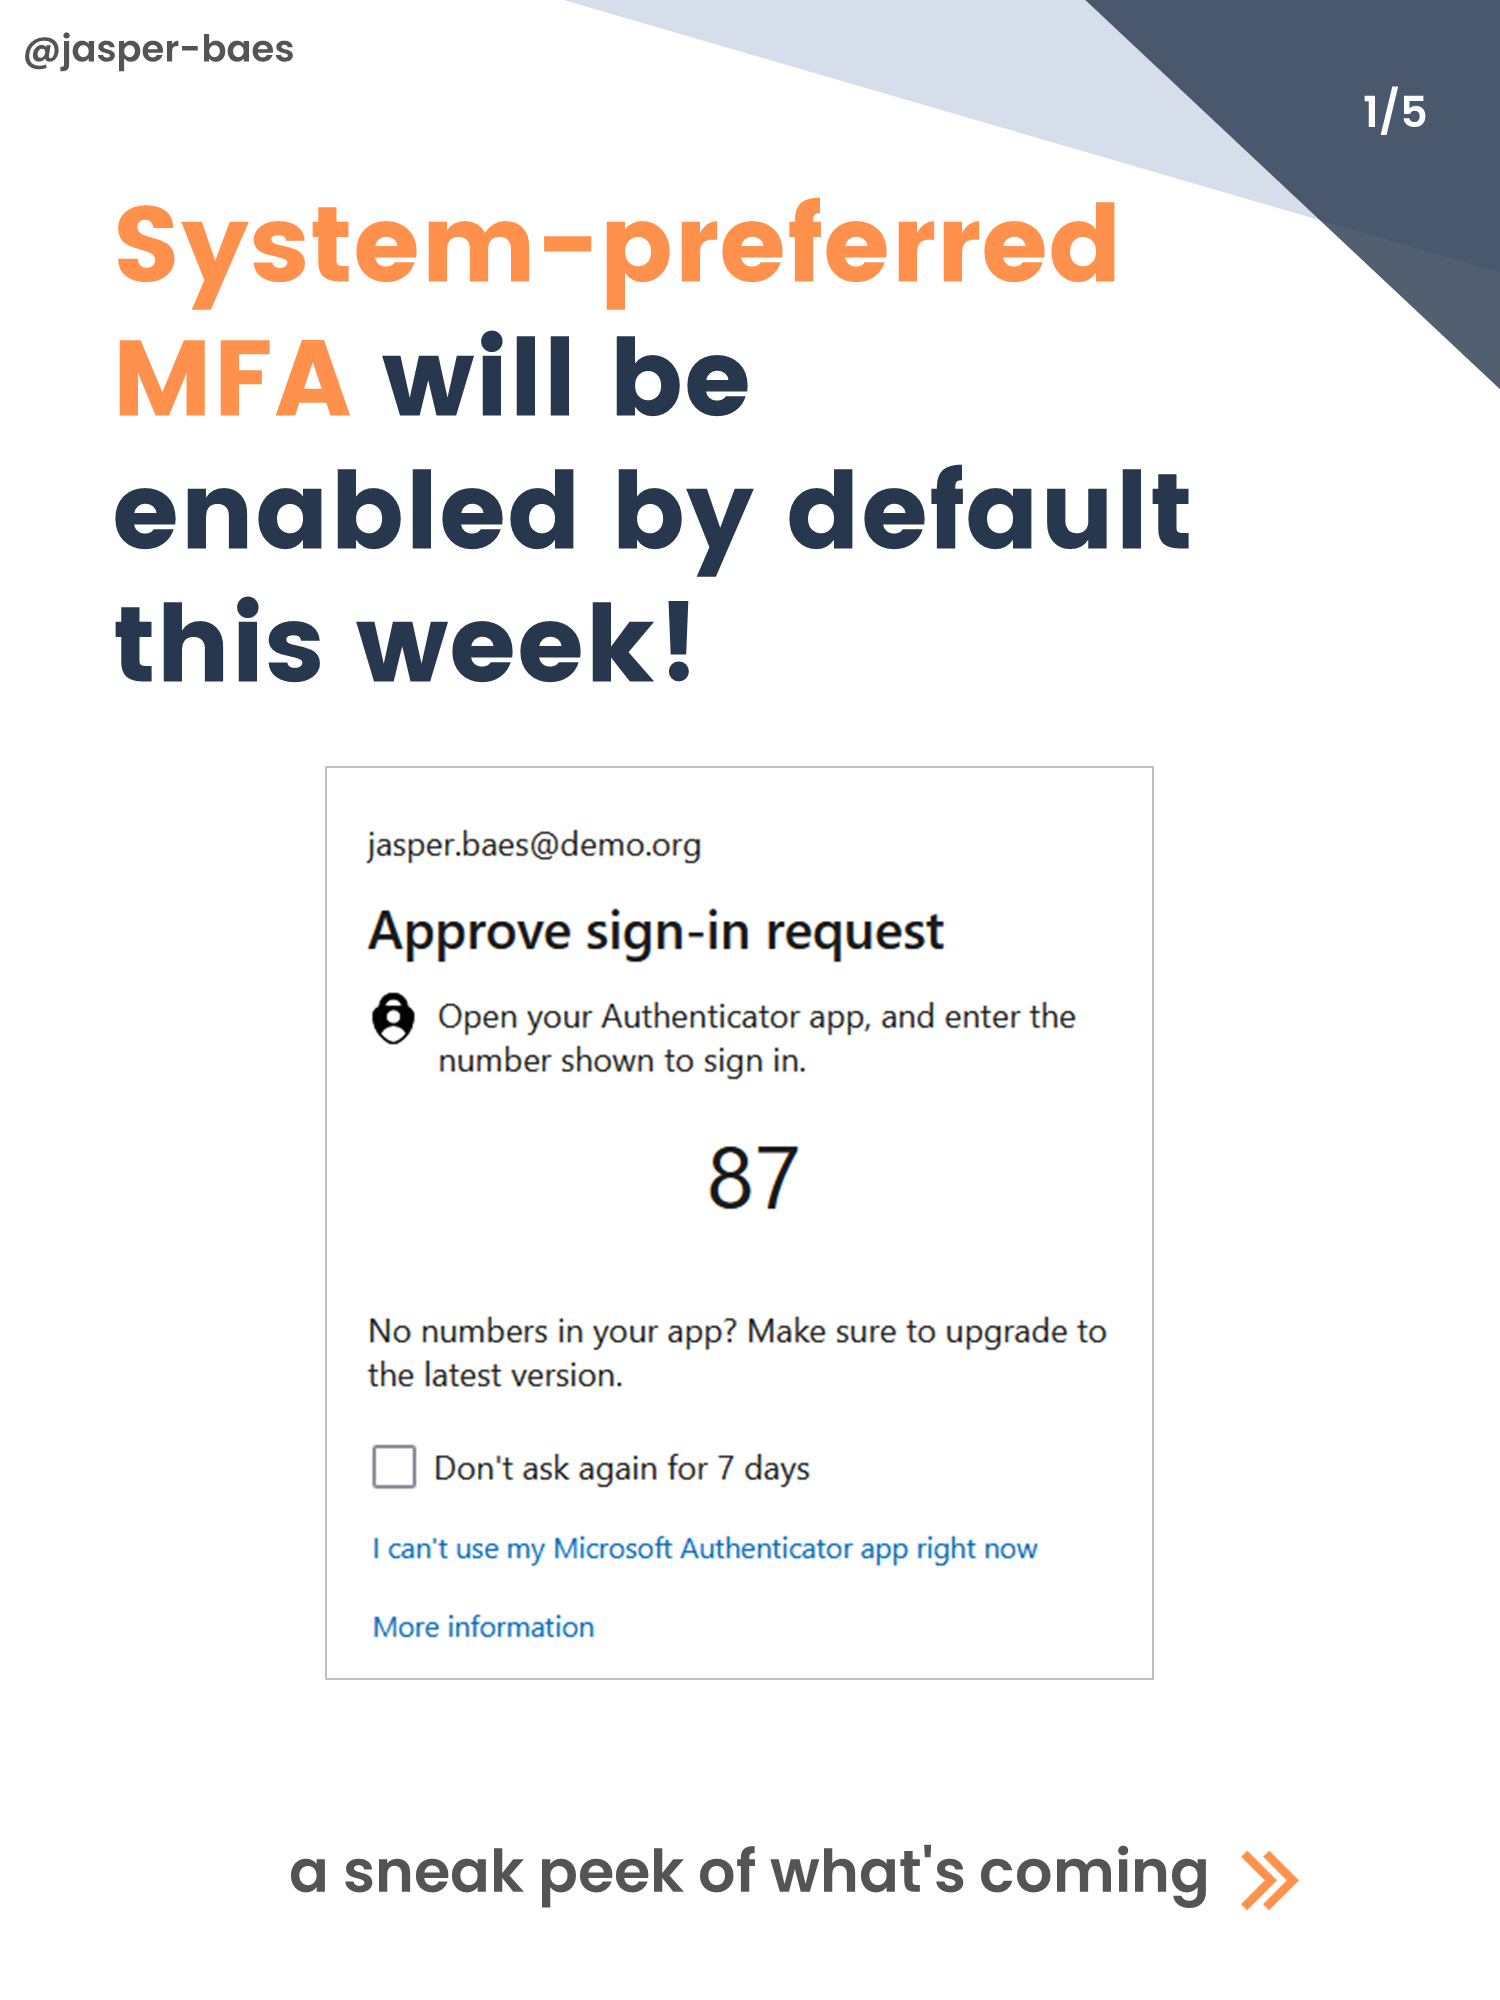 @jasper-baes
1/5
System-preferred
MFA will be
enabled by default
this week!
jasper.baes@demo.org
Approve sign-in request
Open your Authenticator app, and enter the
number shown to sign in.
87
No numbers in your app? Make sure to upgrade to
the latest version.
Don't ask again for 7 days
I can't use my Microsoft Authenticator app right now
More information
a sneak peek of what's coming